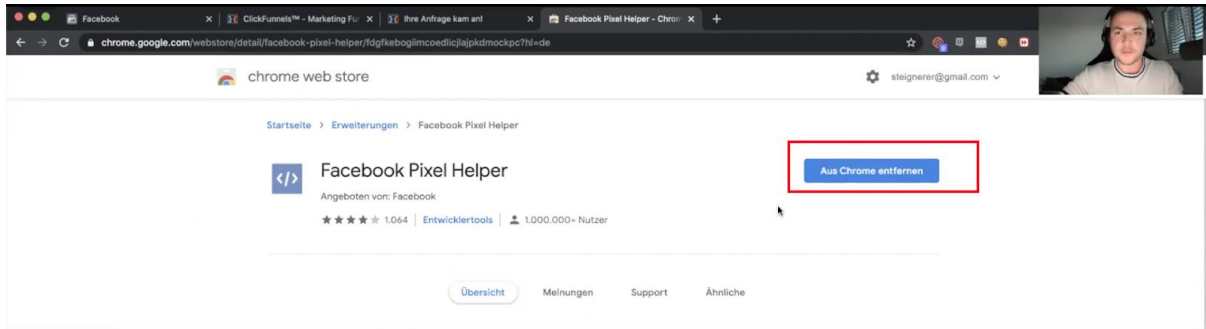 Facebook
ClickFunnels™ - Marketing Fu
Ihre Anfrage kam an!
Facebook Pixel Helper - Chrom
chrome.google.com/webstore/detail/facebook-pixel-helper/fdgfkebogiimcoedlicjlajpkdmockpc?hl=de
chrome web store
steignerer@gmail.com
Startseite > Erweiterungen > Facebook Pixel Helper
</> Facebook Pixel Helper
Aus Chrome entfernen
Angeboten von: Facebook
1.064 | Entwicklertools | 1.000.000+ Nutzer
Übersicht Meinungen Support Ähnliche